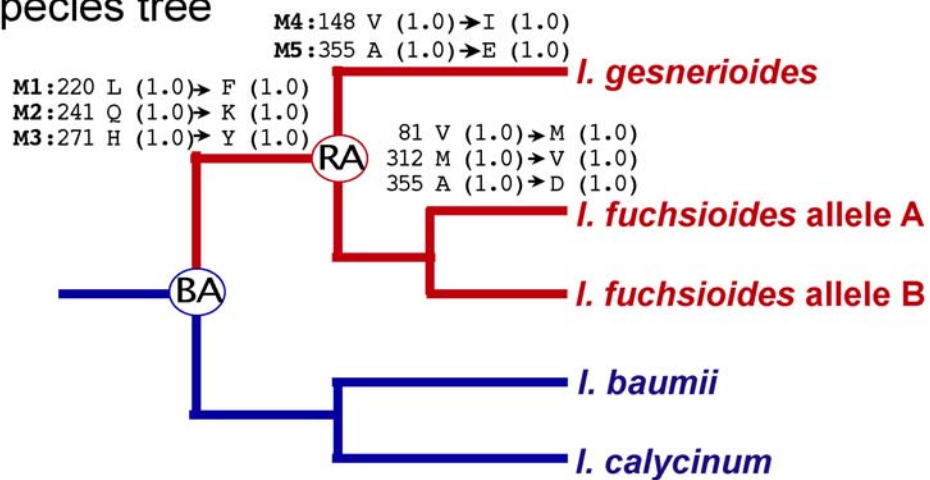 pecies tree
M4:148 V (1.0)→I (1.0)
M5:355 A (1.0)→E (1.0)
I. gesnerioides
M1:220 L (1.0)→ F (1.0)
M2:241 Q (1.0)→ K (1.0)
M3:271 H (1.0)→ Y (1.0)
RA
81 V (1.0)→M (1.0)
312 M (1.0)→V (1.0)
355 A (1.0)→D (1.0)
I. fuchsioides allele A
BA
I. fuchsioides allele B
I. baumii
I. calycinum